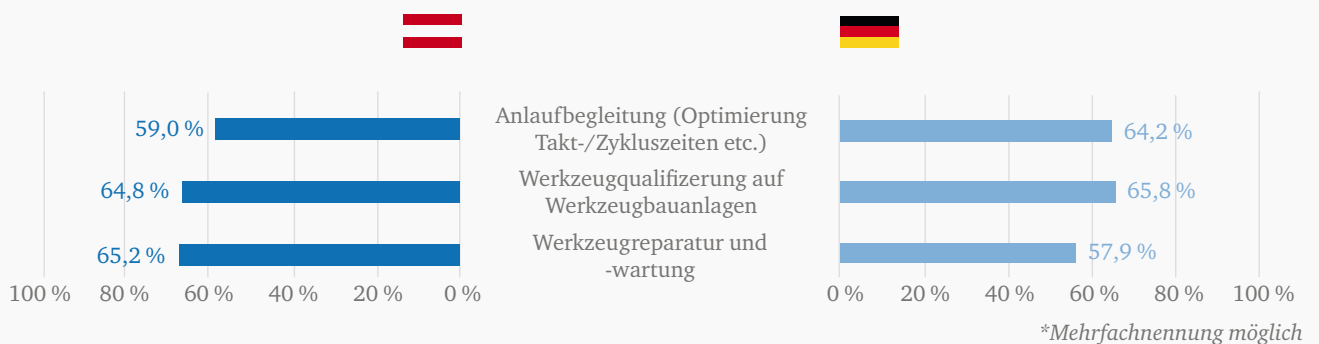 Anlaufbegleitung (Optimierung
Takt-/Zykluszeiten etc.)
59,0 %
64,2 %
Werkzeugqualifizerung auf
Werkzeugbauanlagen
64,8 %
65,8 %
Werkzeugreparatur und
-wartung
65,2 %
57,9 %
100 % 80 % 60 % 40 % 20 % 0 %
0 % 20 % 40 % 60 % 80 % 100 %
*Mehrfachnennung möglich